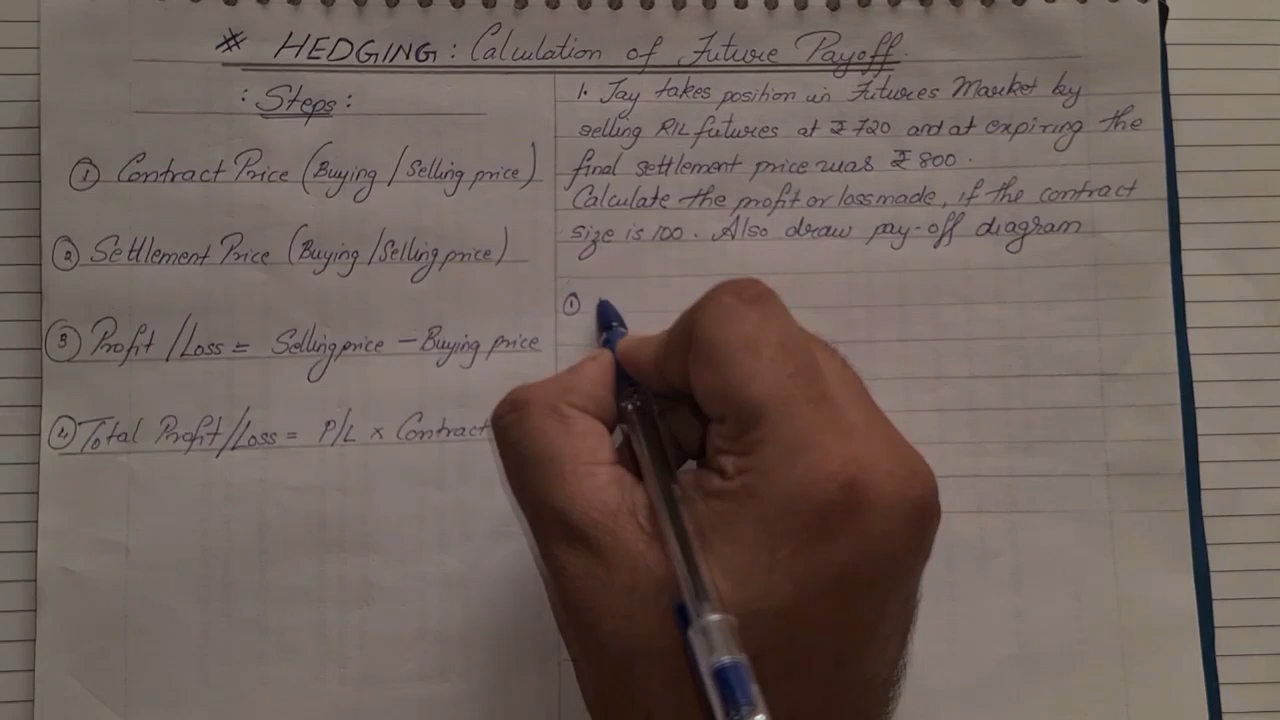 * HEDGING: Calculation of Future Payoff.
: Steps :
① Contract Price (Buying / Selling price)
② Settlement Price (Buying / Selling price)
③ Profit / Loss = Selling price - Buying price
④ Total Profit/Loss = P/L × Contract
1. Jay takes position in Futures Market by
selling RIL futures at ₹ 720 and at expiring the
final settlement price was ₹ 800.
Calculate the profit or loss made, if the contract
size is 100. Also draw pay-off diagram
①